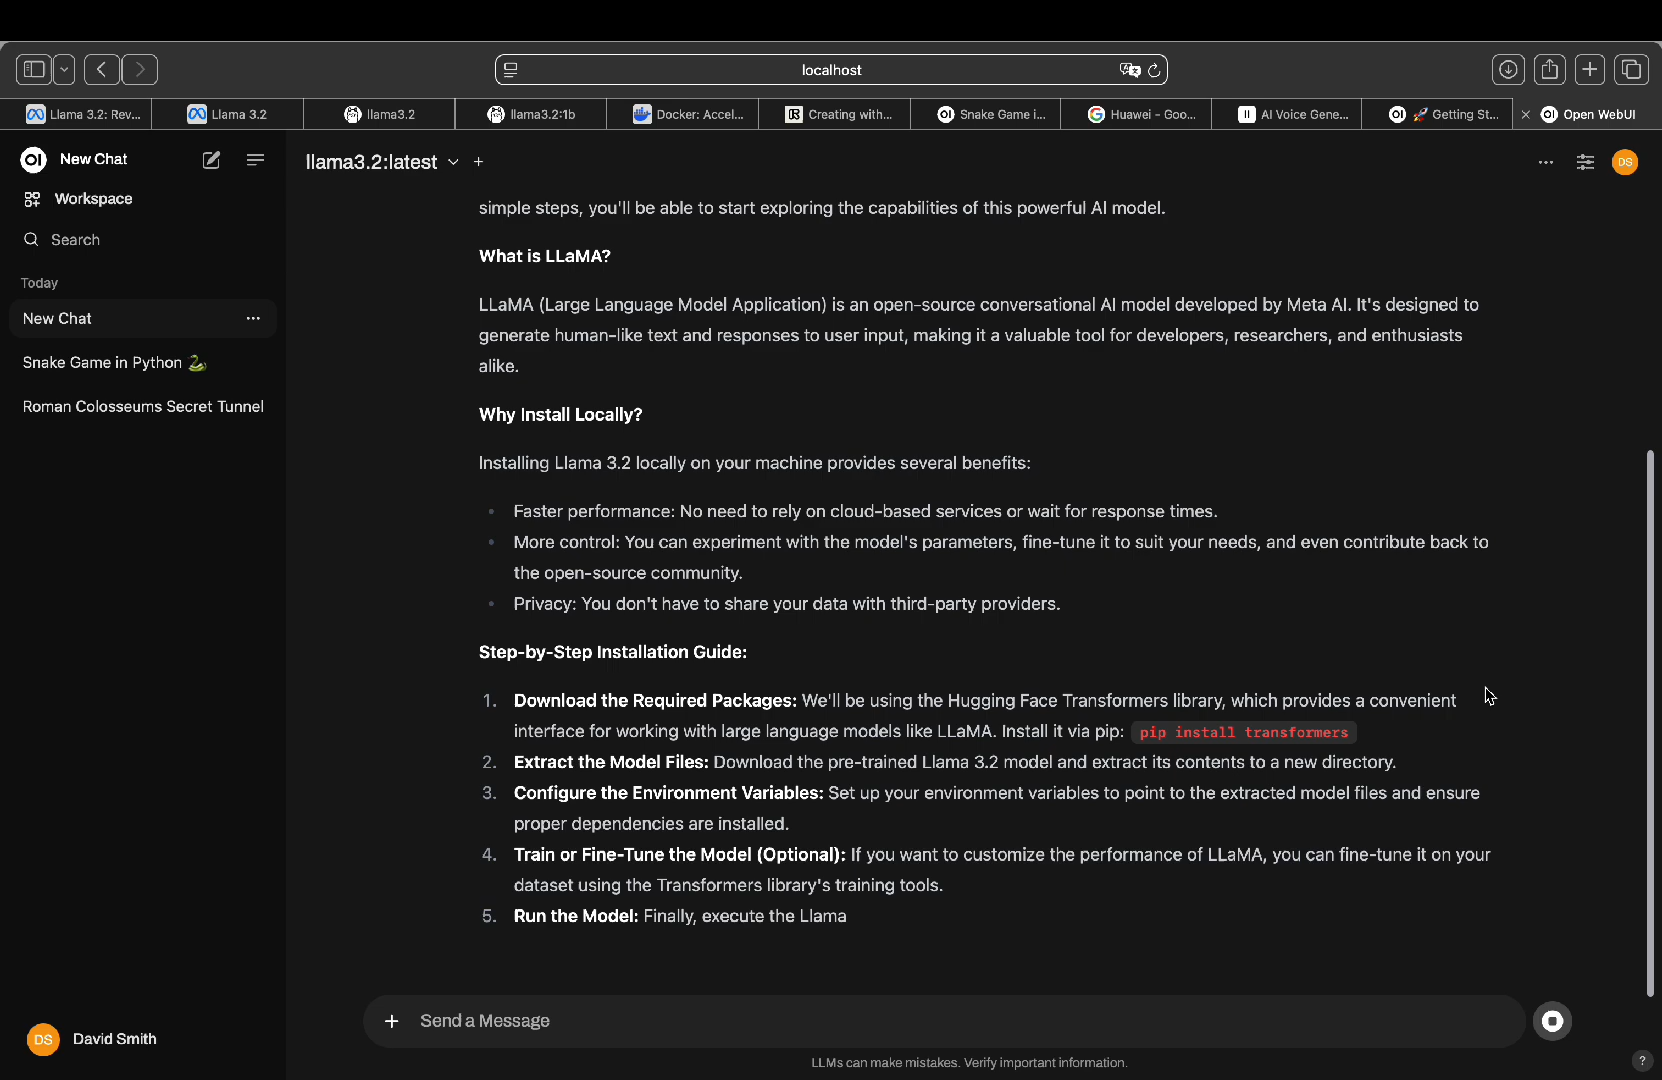 localhost
Llama 3.2: Rev...
Llama 3.2
llama3.2
llama3.2:1b
Docker: Accel...
Creating with...
Snake Game i...
Huawei - Goo...
AI Voice Gene...
🚀 Getting St...
Open WebUI
New Chat
Workspace
Search
Today
New Chat
Snake Game in Python 🐍
Roman Colosseums Secret Tunnel
DS
David Smith
llama3.2:latest
DS
simple steps, you'll be able to start exploring the capabilities of this powerful AI model.
What is LLaMA?
LLaMA (Large Language Model Application) is an open-source conversational AI model developed by Meta AI. It's designed to
generate human-like text and responses to user input, making it a valuable tool for developers, researchers, and enthusiasts
alike.
Why Install Locally?
Installing Llama 3.2 locally on your machine provides several benefits:
• Faster performance: No need to rely on cloud-based services or wait for response times.
• More control: You can experiment with the model's parameters, fine-tune it to suit your needs, and even contribute back to
the open-source community.
• Privacy: You don't have to share your data with third-party providers.
Step-by-Step Installation Guide:
1. Download the Required Packages: We'll be using the Hugging Face Transformers library, which provides a convenient
interface for working with large language models like LLaMA. Install it via pip: pip install transformers
2. Extract the Model Files: Download the pre-trained Llama 3.2 model and extract its contents to a new directory.
3. Configure the Environment Variables: Set up your environment variables to point to the extracted model files and ensure
proper dependencies are installed.
4. Train or Fine-Tune the Model (Optional): If you want to customize the performance of LLaMA, you can fine-tune it on your
dataset using the Transformers library's training tools.
5. Run the Model: Finally, execute the Llama
Send a Message
LLMs can make mistakes. Verify important information.
?